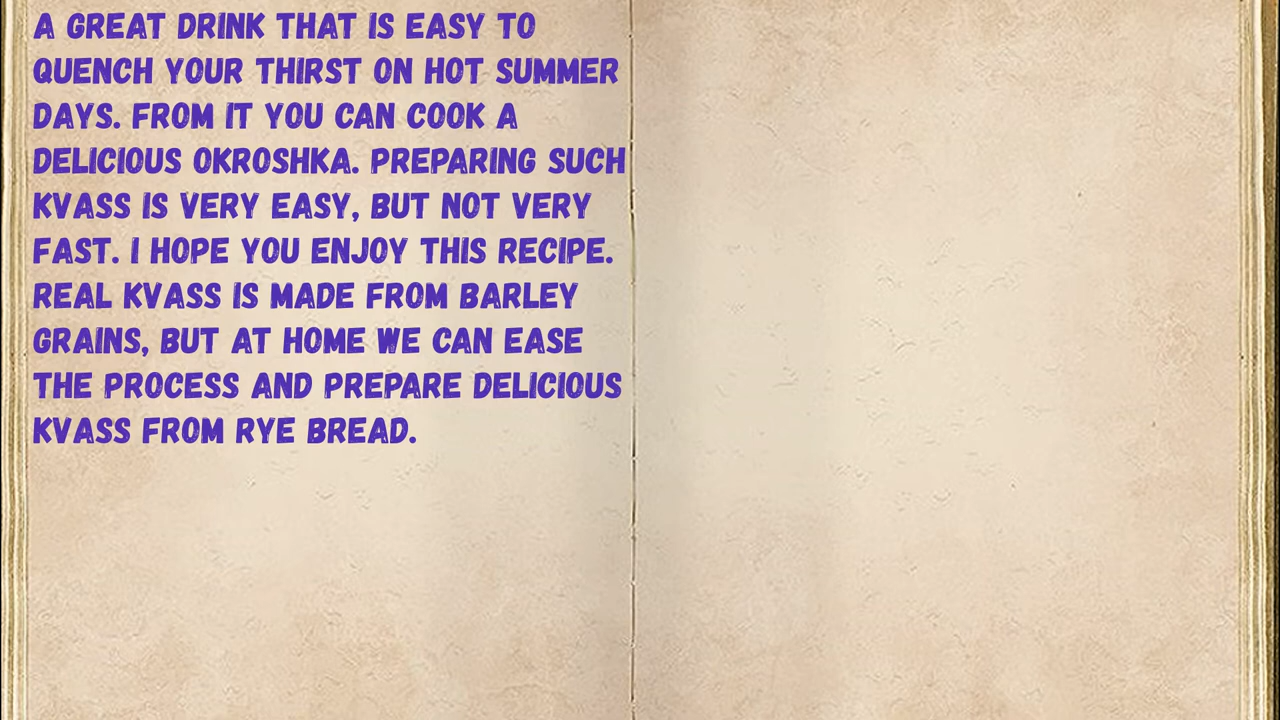 A GREAT DRINK THAT IS EASY TO
QUENCH YOUR THIRST ON HOT SUMMER
DAYS. FROM IT YOU CAN COOK A
DELICIOUS OKROSHKA. PREPARING SUCH
KVASS IS VERY EASY, BUT NOT VERY
FAST. I HOPE YOU ENJOY THIS RECIPE.
REAL KVASS IS MADE FROM BARLEY
GRAINS, BUT AT HOME WE CAN EASE
THE PROCESS AND PREPARE DELICIOUS
KVASS FROM RYE BREAD.